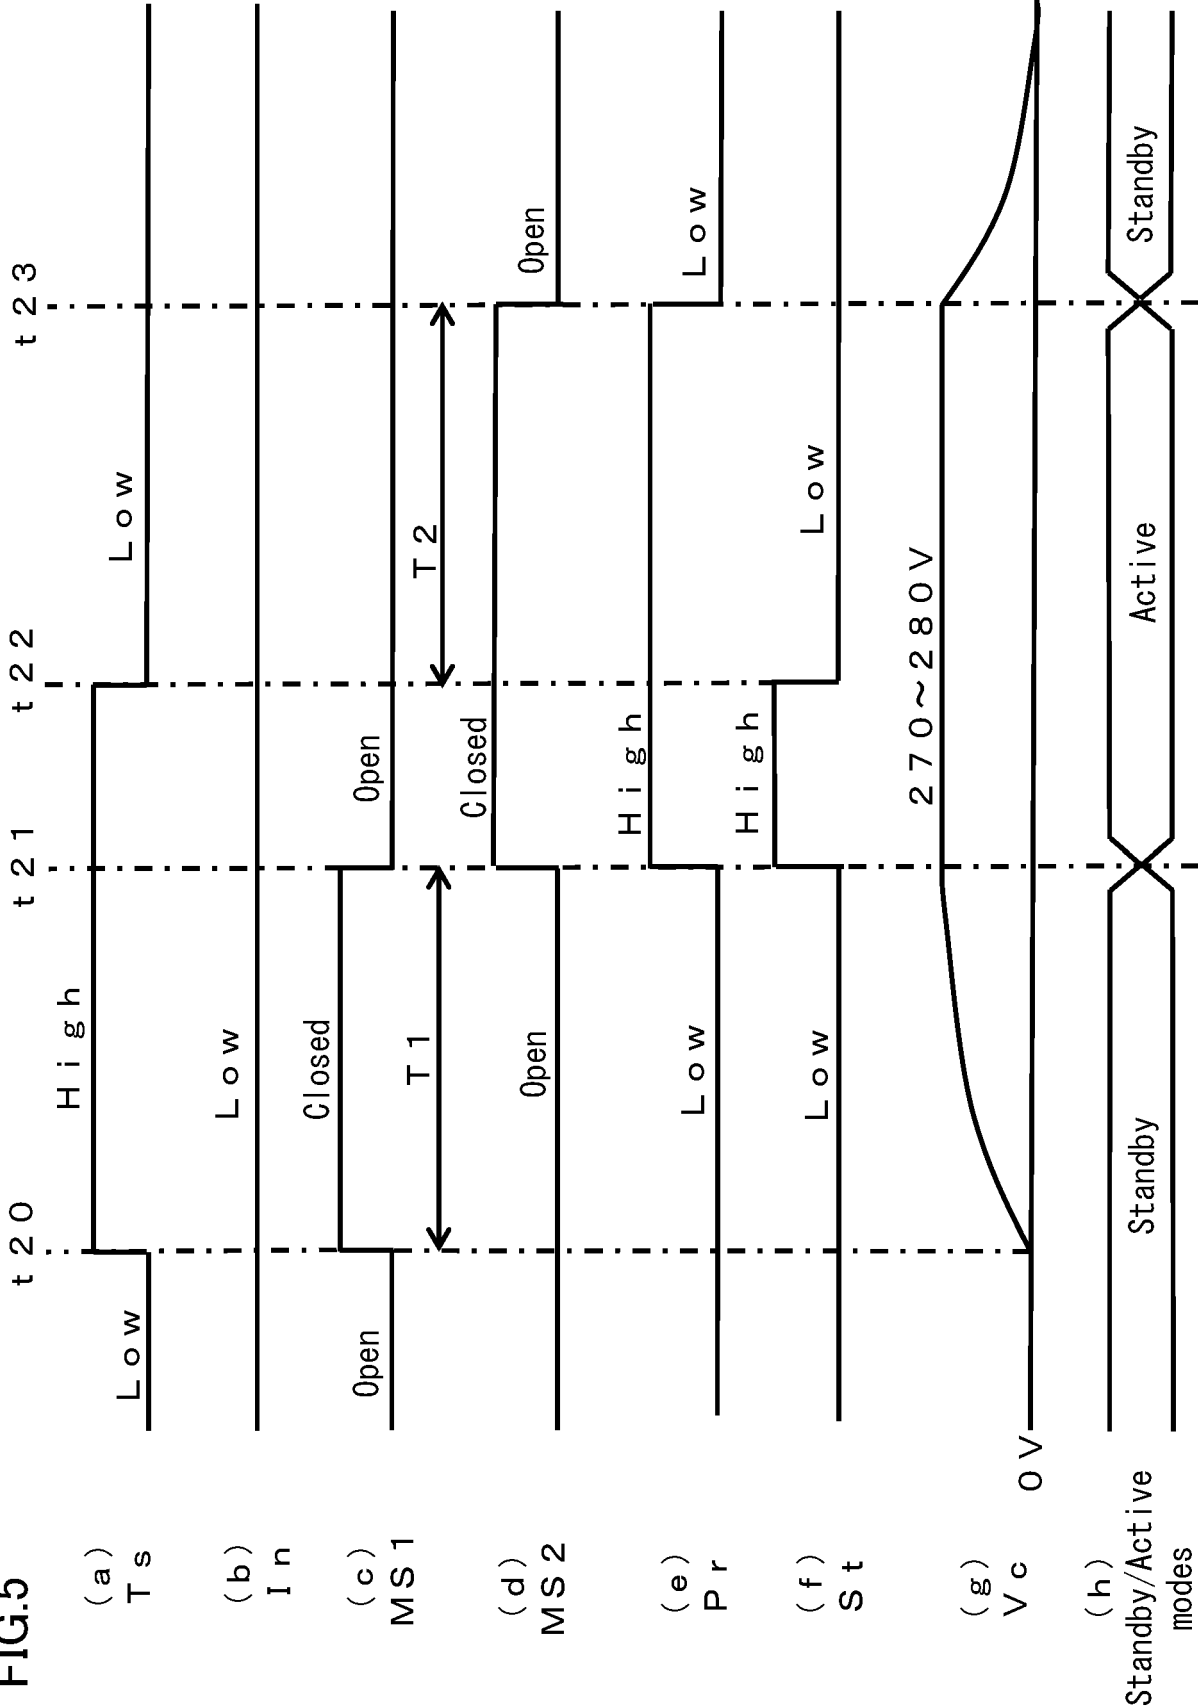 FIG.5
t20 t21 t22 t23
(a)
Ts
Low High Low
(b)
In
Low
(c)
MS1
Open Closed Open
T1 T2
(d)
MS2
Open Closed Open
(e)
Pr
Low High Low
(f)
St
Low High Low
(g)
Vc
0V 270~280V
(h)
Standby/Active
modes
Standby Active Standby